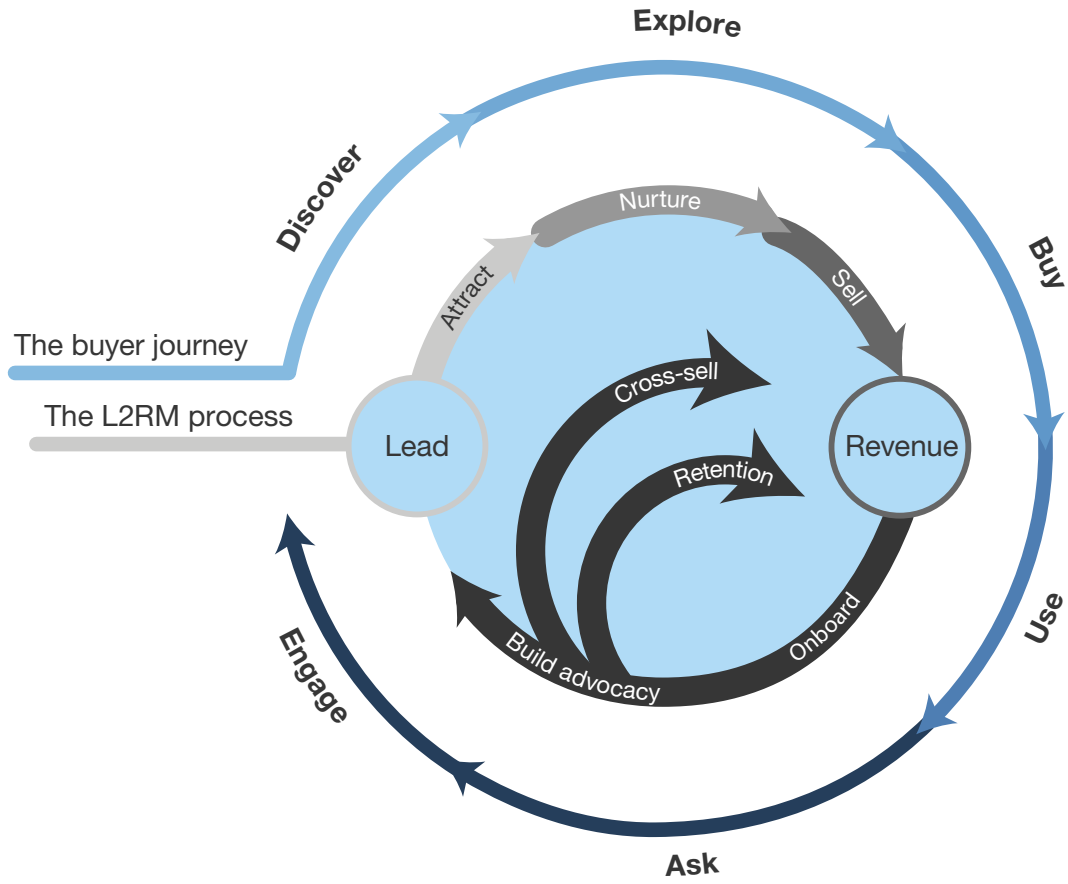 Explore
Discover
Nurture
Buy
Attract
Sell
The buyer journey
Cross-sell
The L2RM process
Lead
Revenue
Retention
Use
Onboard
Build advocacy
Engage
Ask